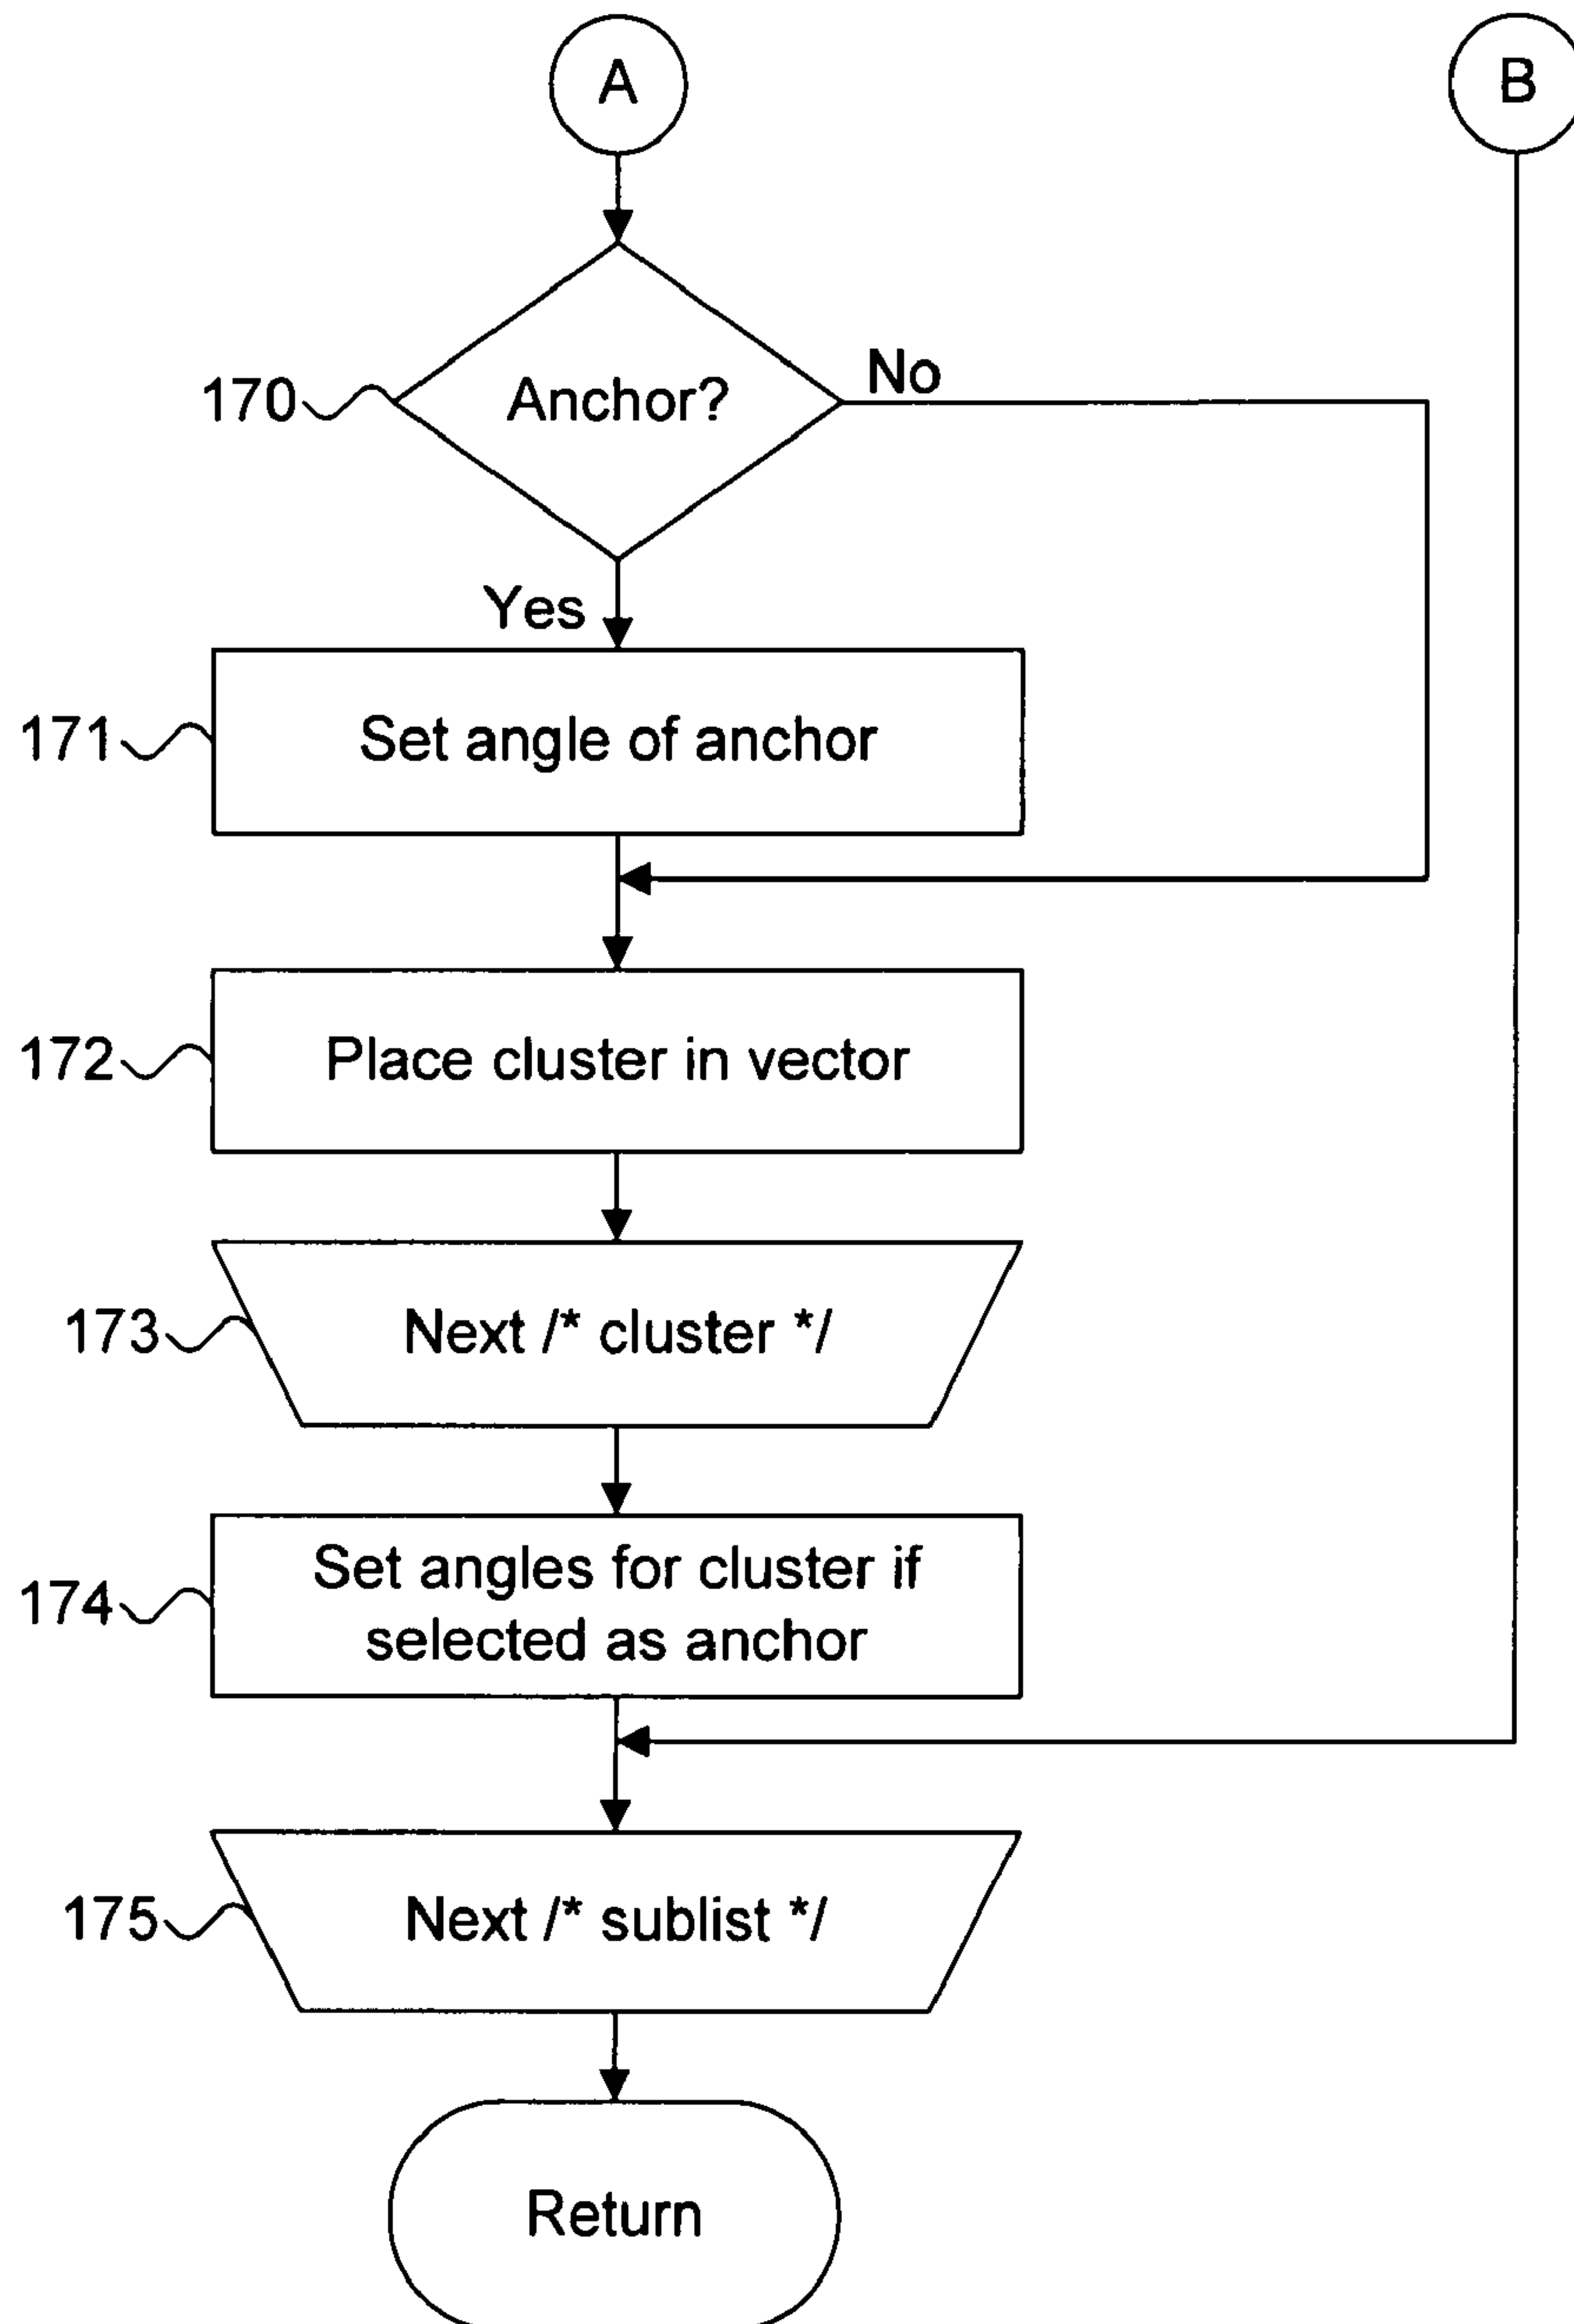 A
B
170
Anchor?
No
Yes
171
Set angle of anchor
172
Place cluster in vector
173
Next /* cluster */
174
Set angles for cluster if
selected as anchor
175
Next /* sublist */
Return